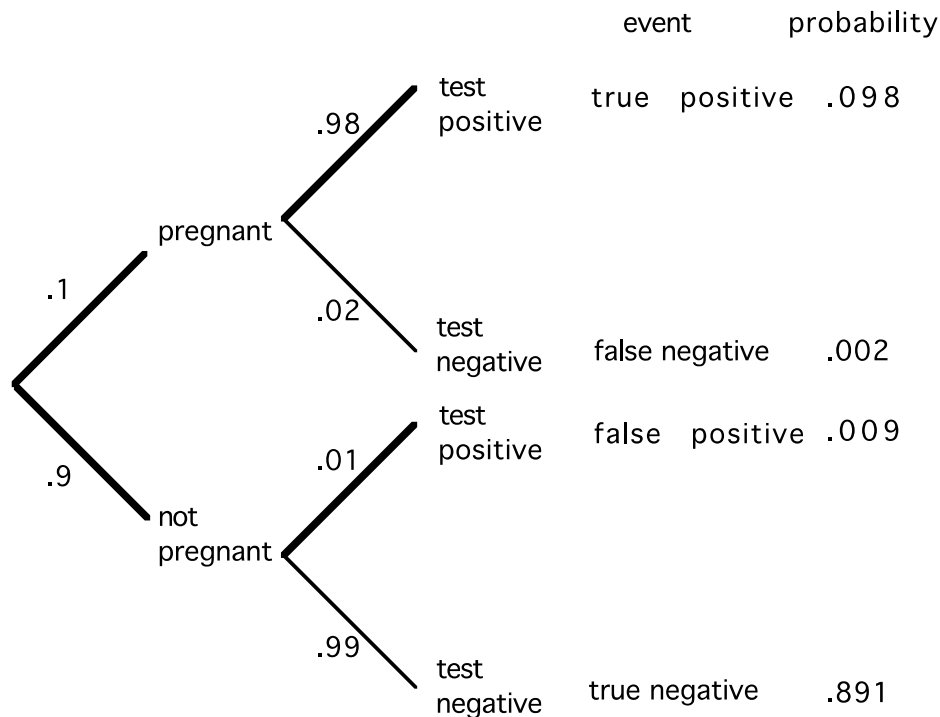 event probability
test
positive
true positive .098
.98
pregnant
.1
.02
test
negative
false negative .002
test
positive
false positive .009
.01
.9
not
pregnant
.99
test
negative
true negative .891